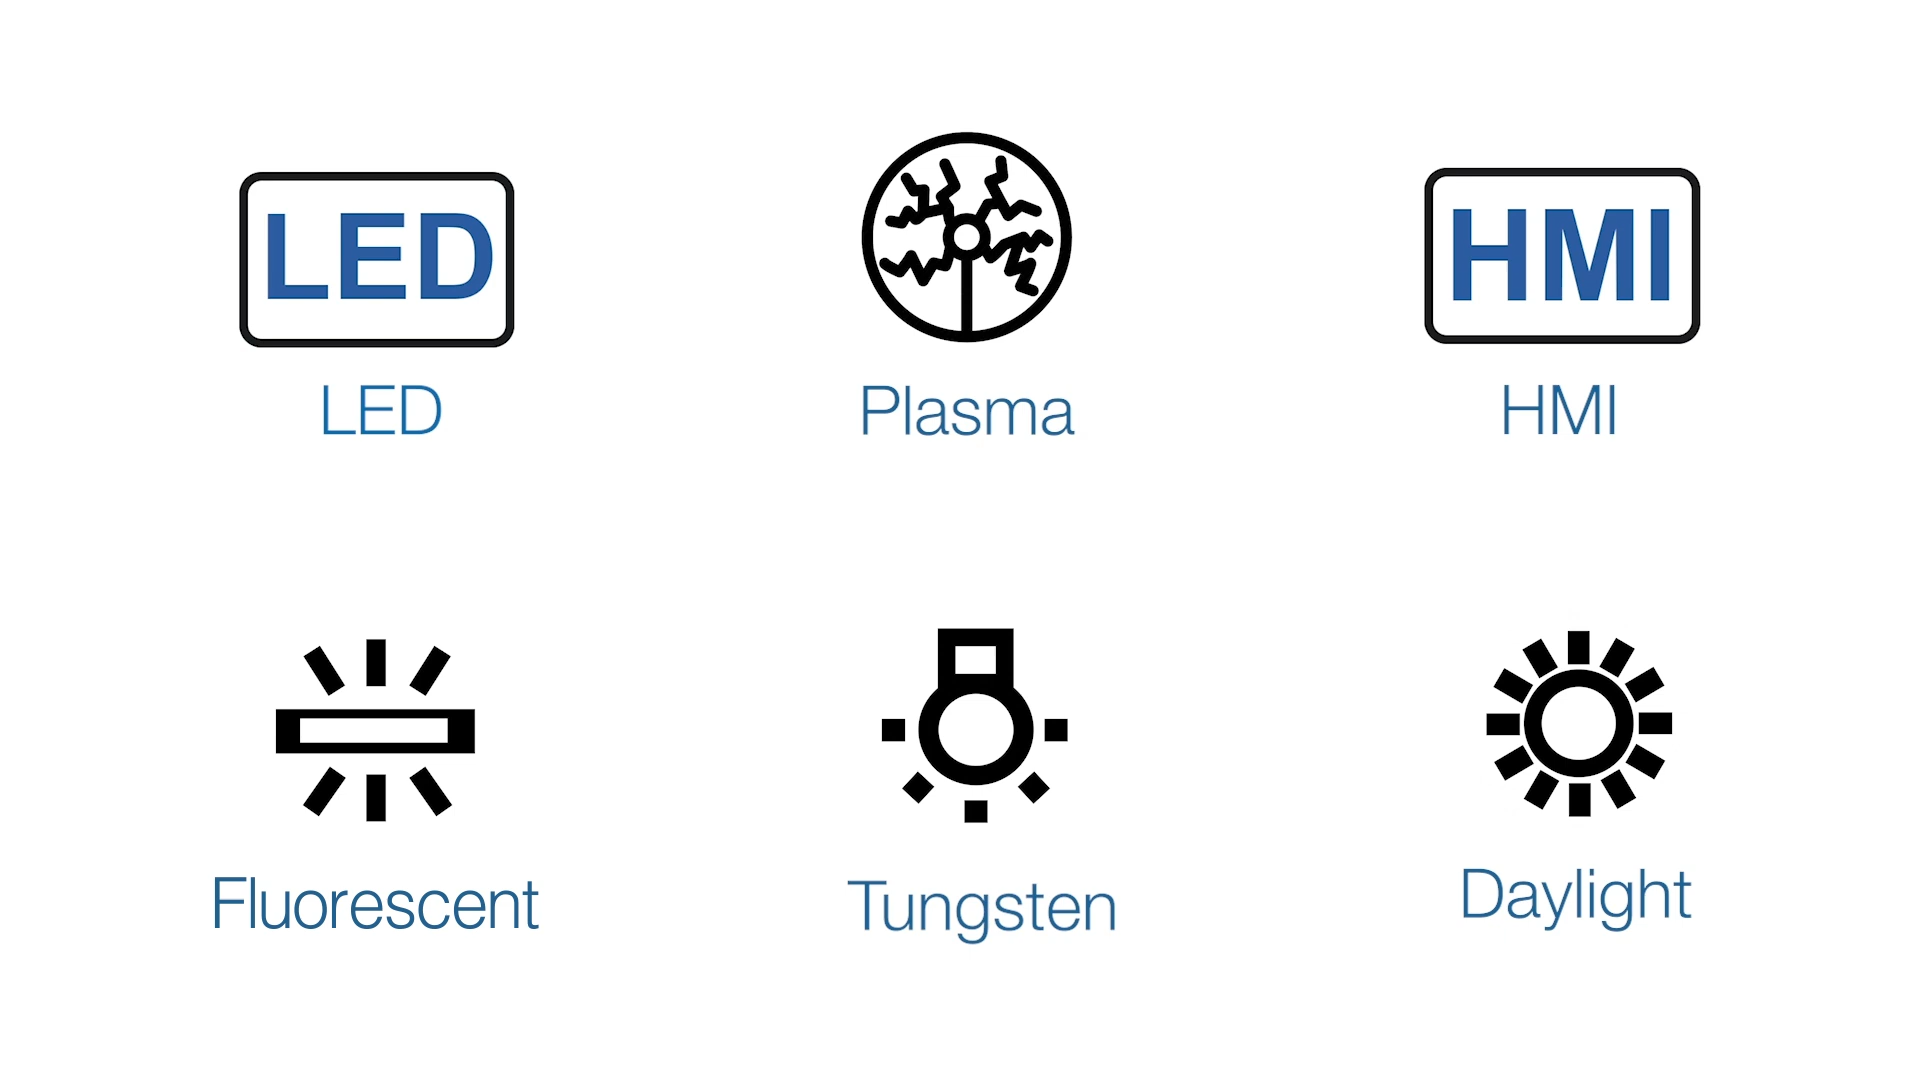 LED
HMI
LED
Plasma
HMI
Fluorescent
Tungsten
Daylight